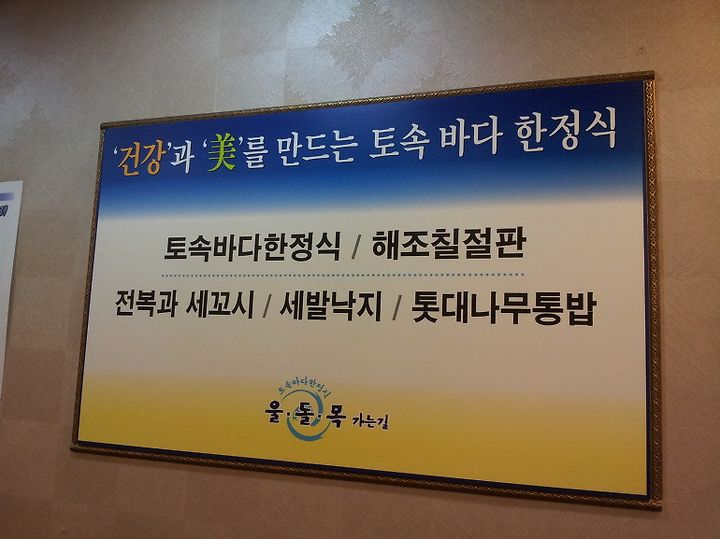 '건강'과 '美'를 만드는 토속 바다 한정식
토속바다한정식 / 해조칠절판
전복과 세꼬시 / 세발낙지 / 톳대나무통밥
토속바다한정식
울·돌·목 가는길